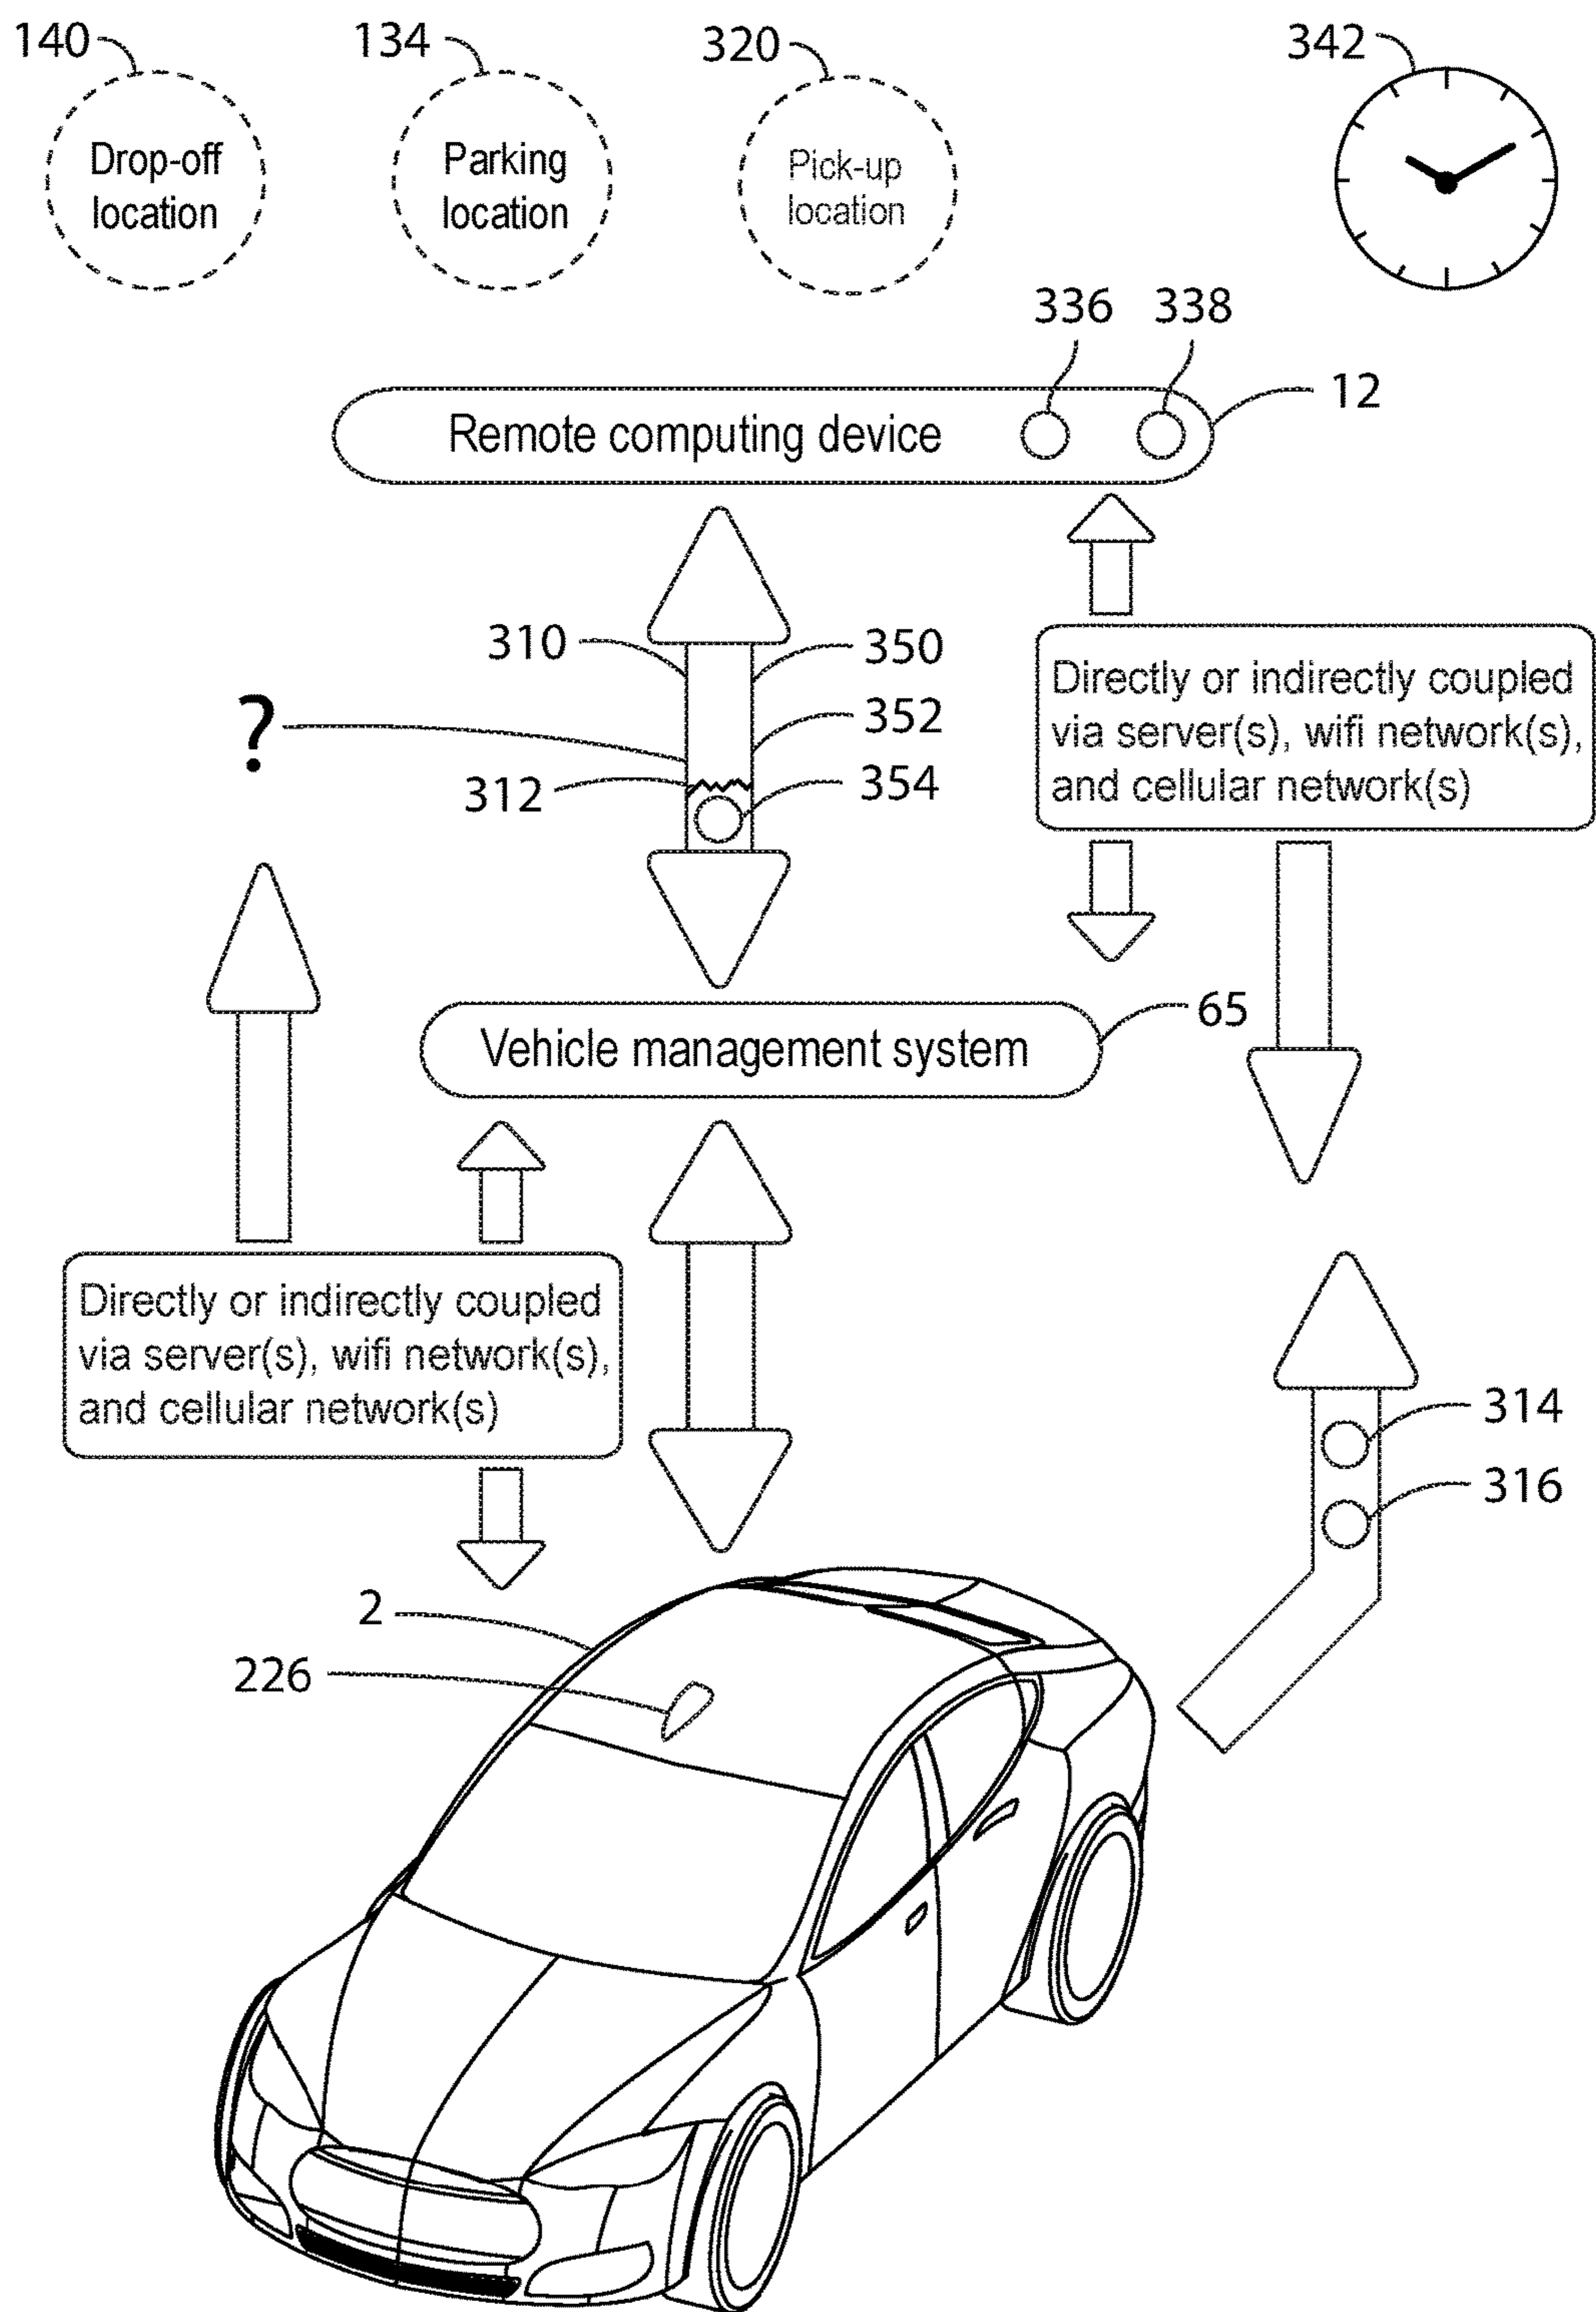 140
134
320
342
Drop-off
location
Parking
location
Pick-up
location
336
338
12
Remote computing device
310
350
?
352
312
354
Directly or indirectly coupled
via server(s), wifi network(s),
and cellular network(s)
65
Vehicle management system
Directly or indirectly coupled
via server(s), wifi network(s),
and cellular network(s)
314
316
2
226